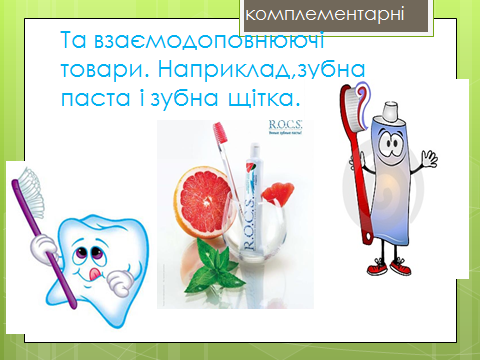 комплементарні
Та взаємодоповнюючі
товари. Наприклад,зубна
паста і зубна щітка.
R.O.C.S.
R.O.C.S.